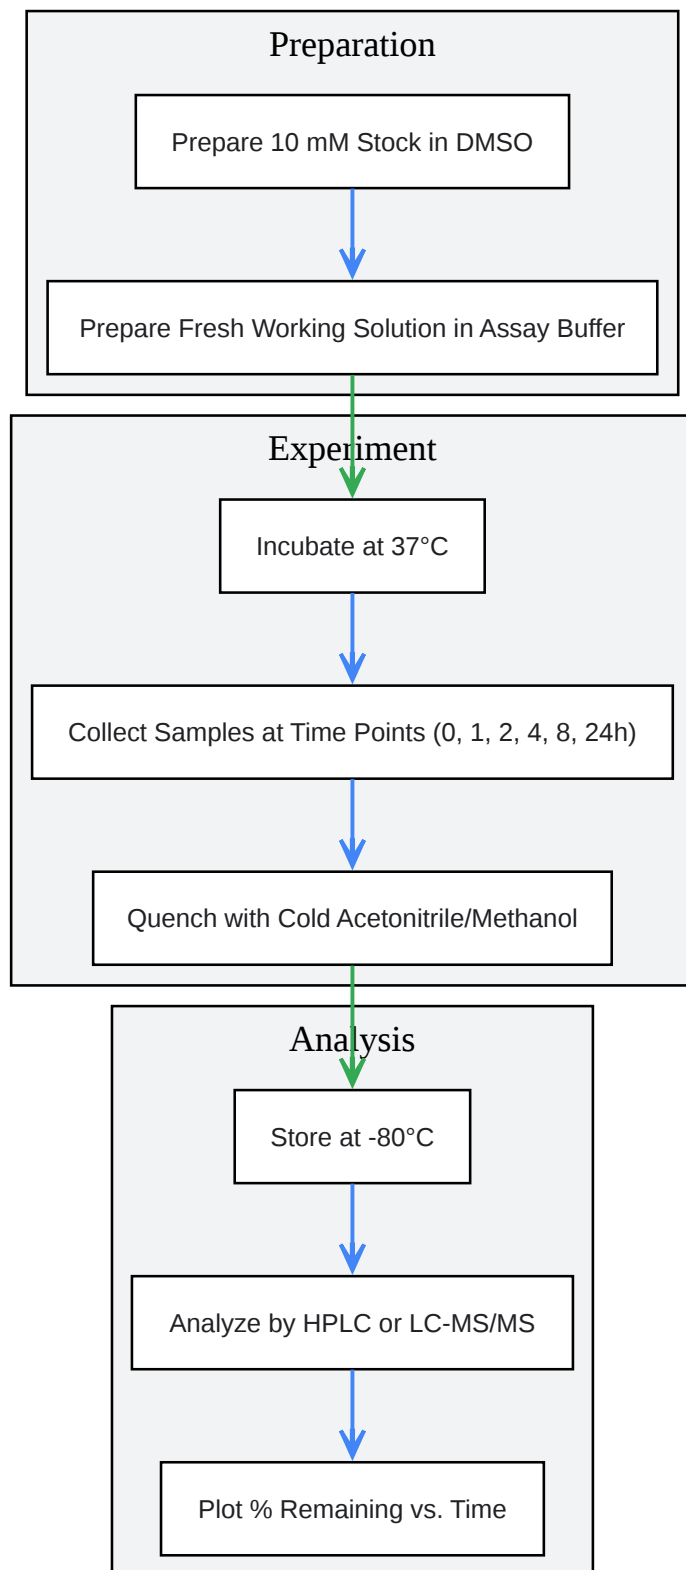 Preparation
Prepare 10 mM Stock in DMSO
Prepare Fresh Working Solution in Assay Buffer
Experiment
Incubate at 37°C
Collect Samples at Time Points (0, 1, 2, 4, 8, 24h)
Quench with Cold Acetonitrile/Methanol
Analysis
Store at -80°C
Analyze by HPLC or LC-MS/MS
Plot % Remaining vs. Time